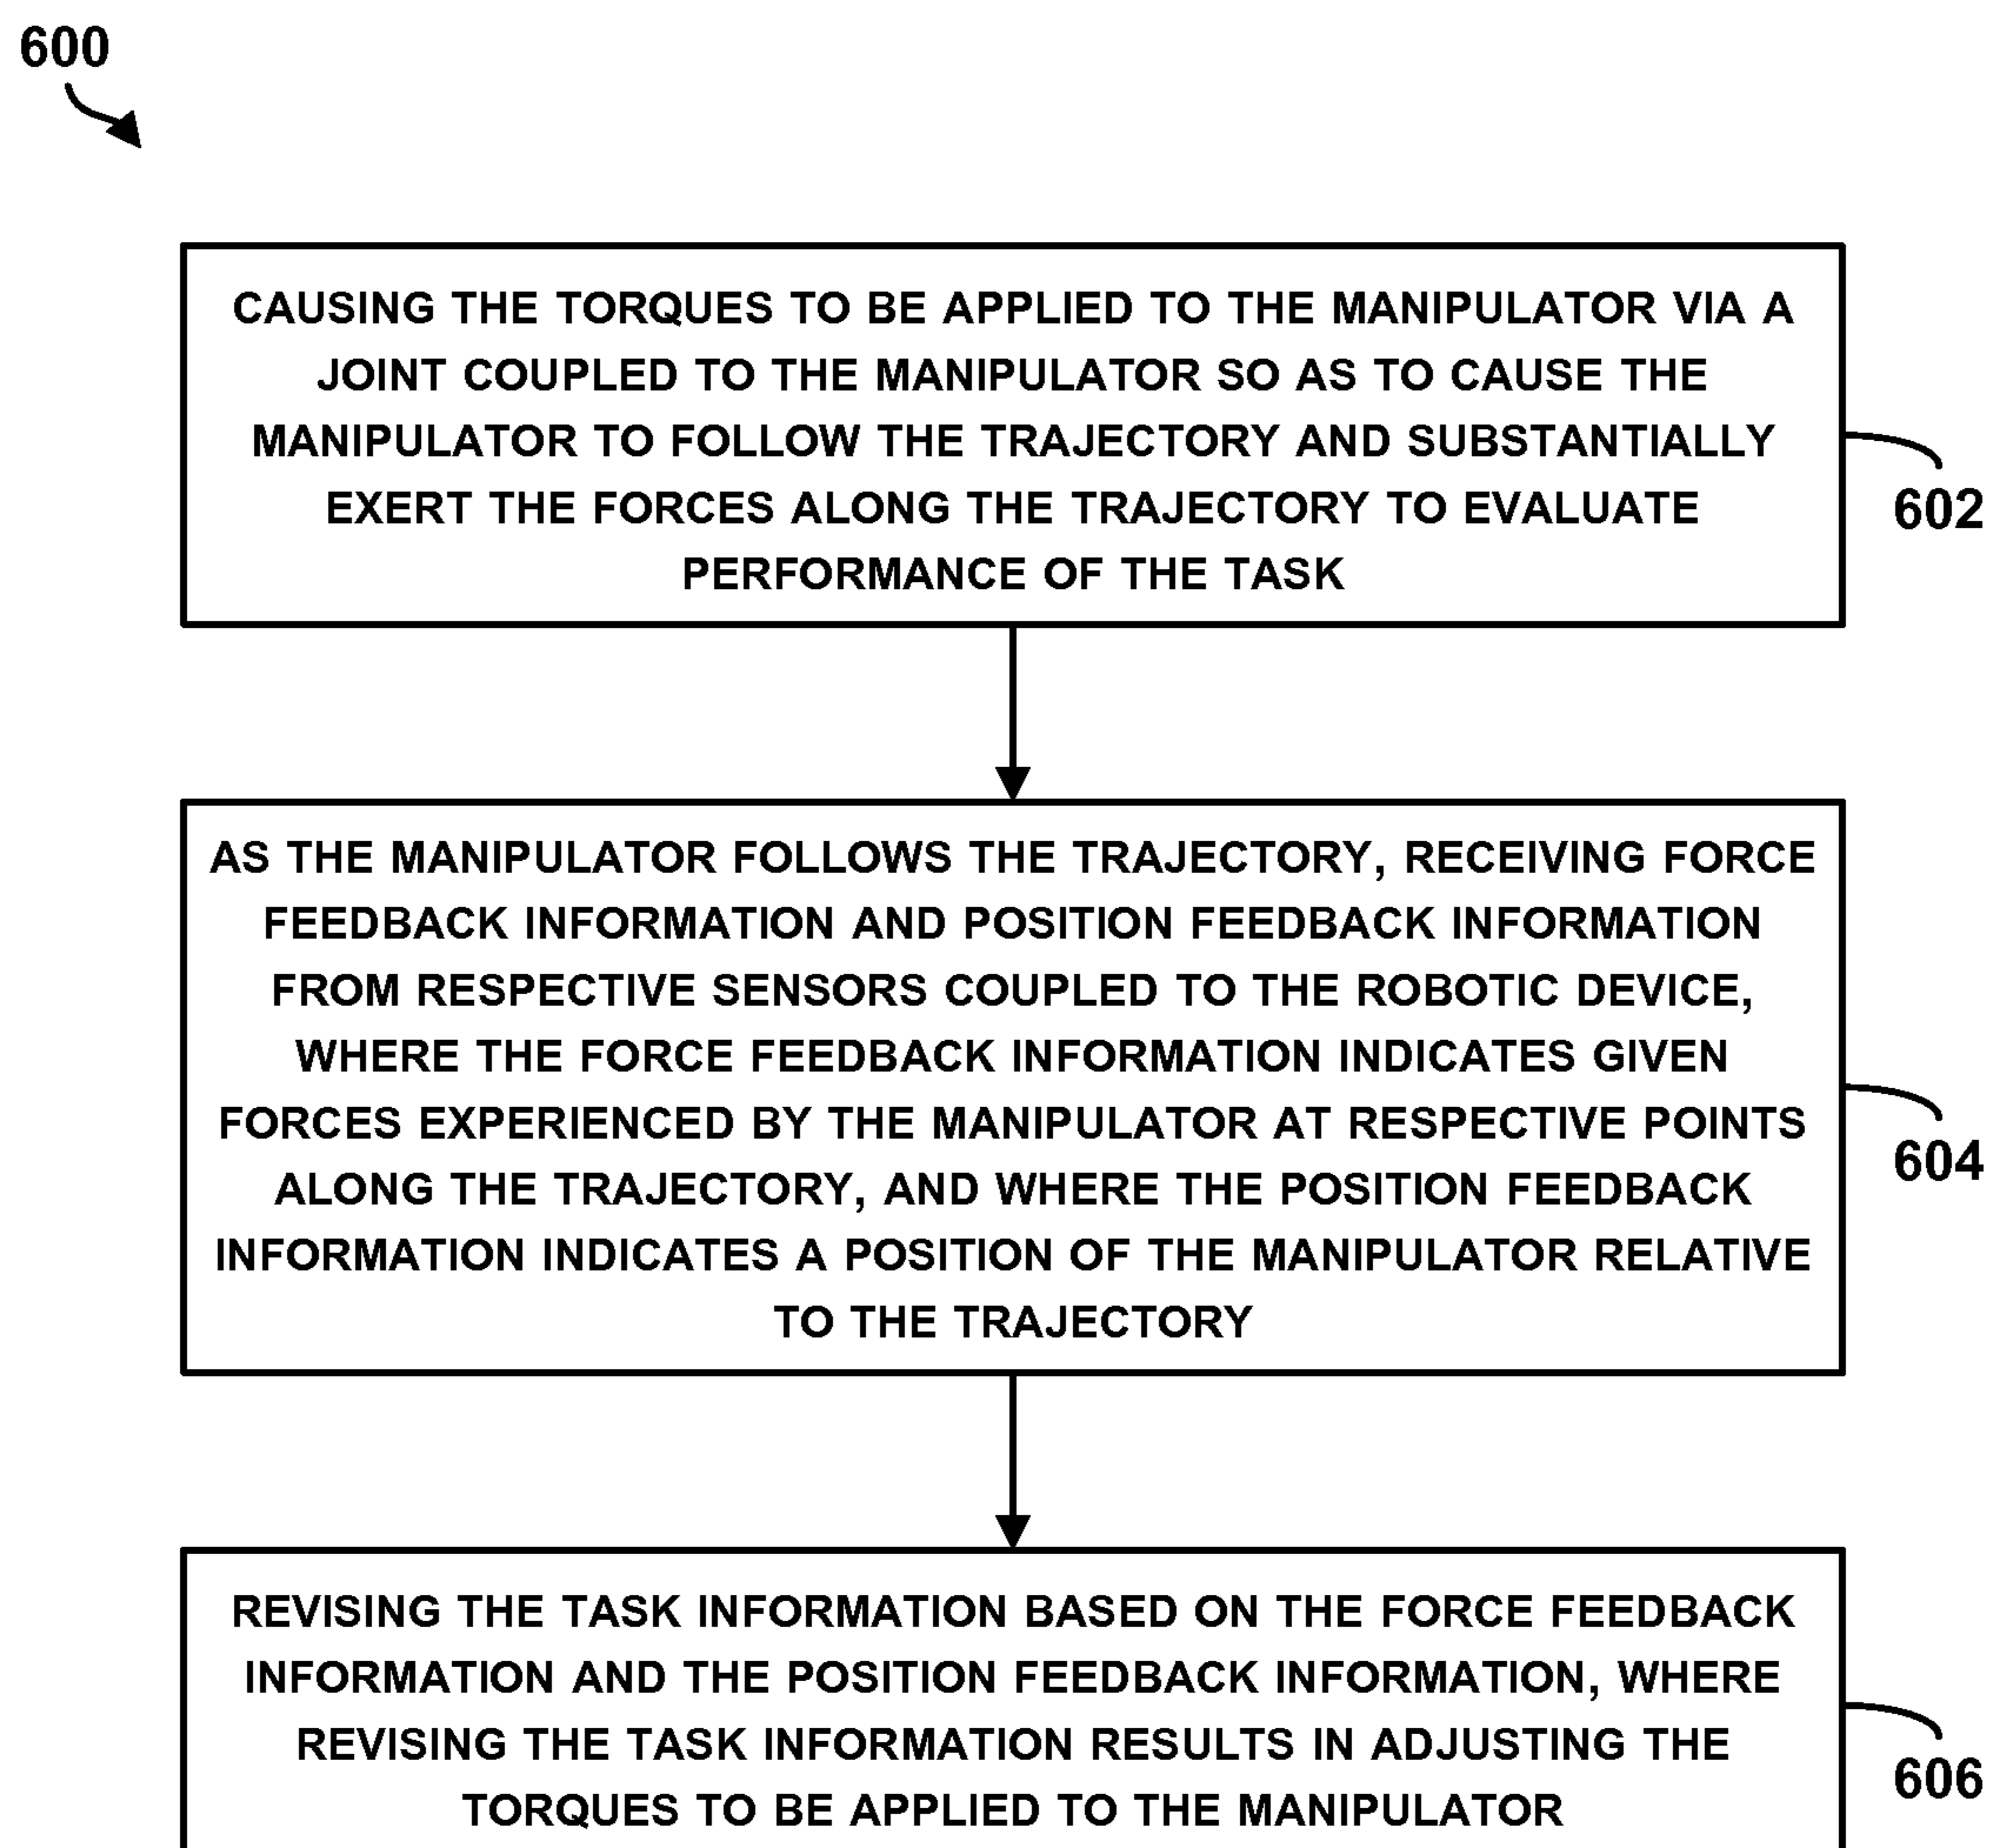 600
CAUSING THE TORQUES TO BE APPLIED TO THE MANIPULATOR VIA A
JOINT COUPLED TO THE MANIPULATOR SO AS TO CAUSE THE
MANIPULATOR TO FOLLOW THE TRAJECTORY AND SUBSTANTIALLY
EXERT THE FORCES ALONG THE TRAJECTORY TO EVALUATE
PERFORMANCE OF THE TASK
602
AS THE MANIPULATOR FOLLOWS THE TRAJECTORY, RECEIVING FORCE
FEEDBACK INFORMATION AND POSITION FEEDBACK INFORMATION
FROM RESPECTIVE SENSORS COUPLED TO THE ROBOTIC DEVICE,
WHERE THE FORCE FEEDBACK INFORMATION INDICATES GIVEN
FORCES EXPERIENCED BY THE MANIPULATOR AT RESPECTIVE POINTS
ALONG THE TRAJECTORY, AND WHERE THE POSITION FEEDBACK
INFORMATION INDICATES A POSITION OF THE MANIPULATOR RELATIVE
TO THE TRAJECTORY
604
REVISING THE TASK INFORMATION BASED ON THE FORCE FEEDBACK
INFORMATION AND THE POSITION FEEDBACK INFORMATION, WHERE
REVISING THE TASK INFORMATION RESULTS IN ADJUSTING THE
TORQUES TO BE APPLIED TO THE MANIPULATOR
606